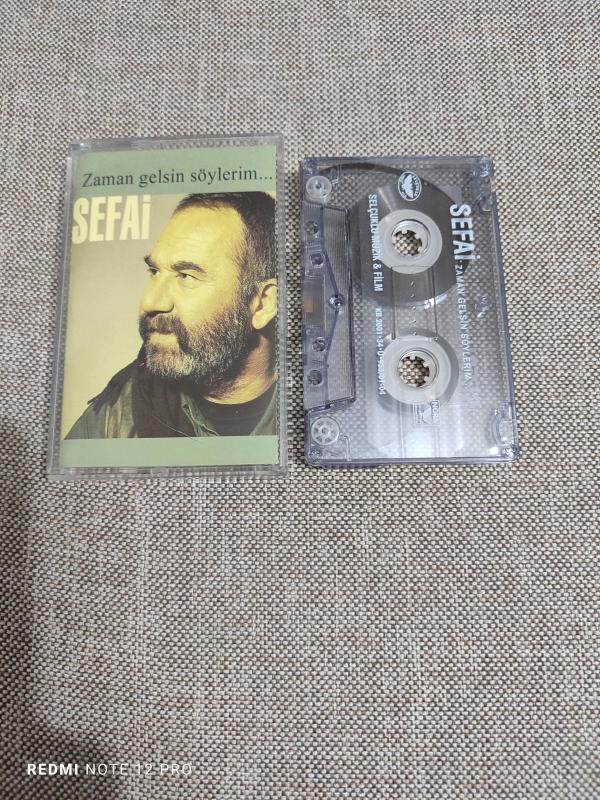 Zaman gelsin söylerim...
SEFAİ
SEFAİ
ZAMAN GELSİN SÖYLERİM
SELÇUKLU MÜZİK & FİLM
REDMI NOTE 12 PRO